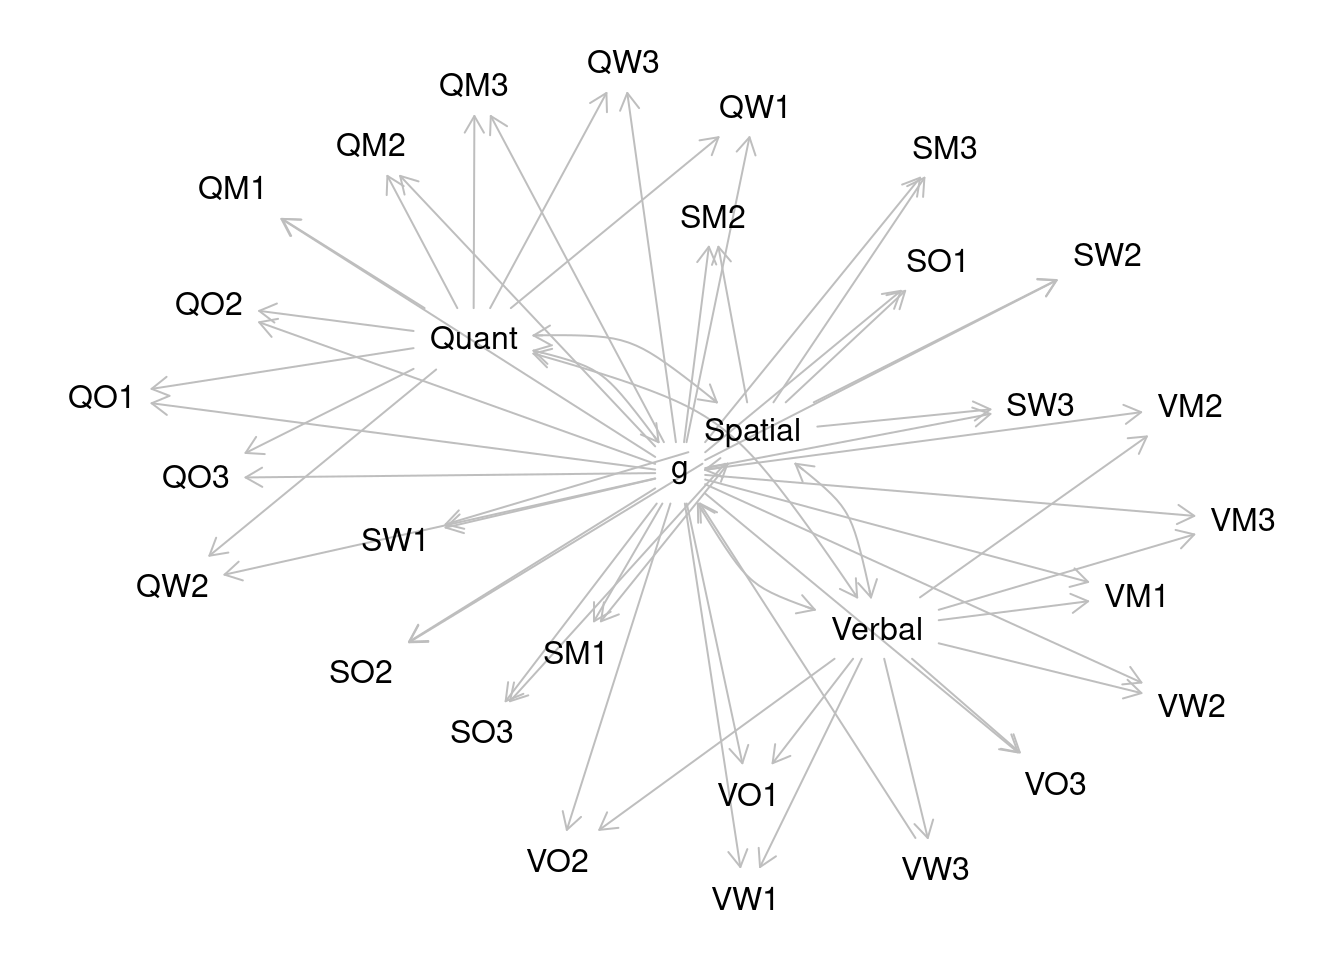 QW3
QM3
QW1
QM2
SM3
QM1
SM2
SW2
SO1
QO2
Quant
QO1
SW3
VM2
Spatial
g
QO3
VM3
SW1
QW2
VM1
Verbal
SM1
SO2
VW2
SO3
VO3
VO1
VO2
VW3
VW1